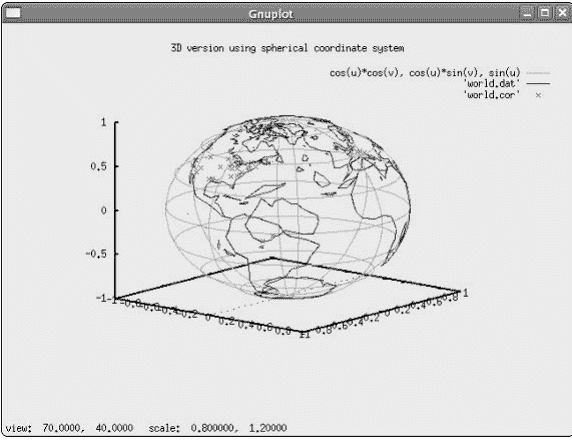 Gnuplot
3D version using spherical coordinate system
cos(u)*cos(v), cos(u)*sin(v), sin(u)
'world.dat'
'world.cor'
1
0.5
0
-0.5
-1
1
view: 70.0000, 40.0000 scale: 0.800000, 1.20000